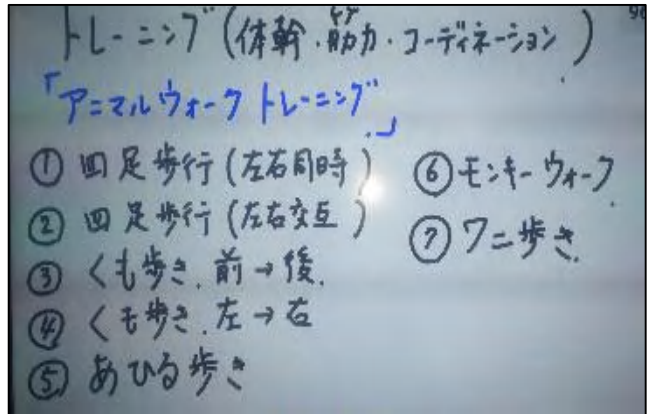 トレーニング(体幹・筋力・コーディネーション)
「アニマルウォークトレーニング」
① 四足歩行(左右同時)
② 四足歩行(左右交互)
③ くも歩き.前→後.
④ くも歩き.左→右
⑤ あひる歩き
⑥ モンキーウォーク
⑦ ワニ歩き